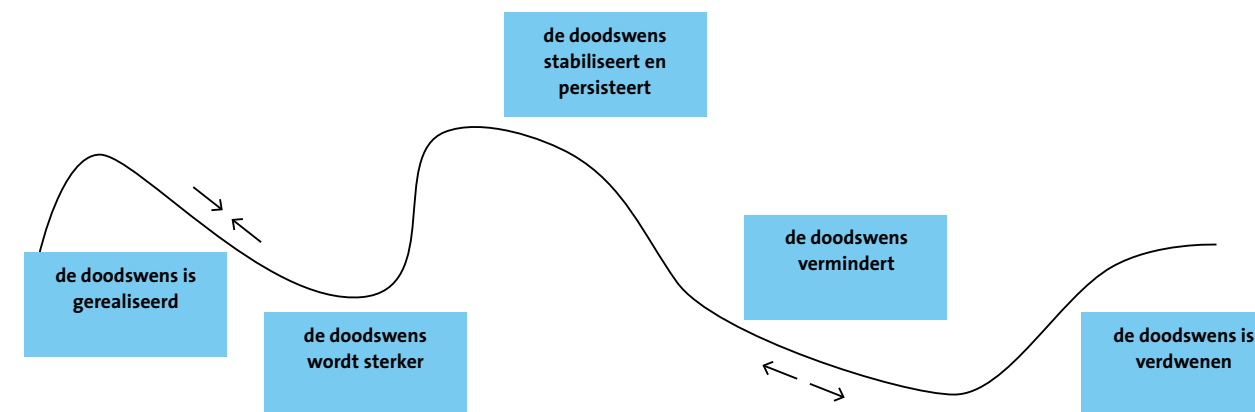 de doodswens
stabiliseert en
persisteert
de doodswens is
gerealiseerd
de doodswens
wordt sterker
de doodswens
vermindert
de doodswens is
verdwenen